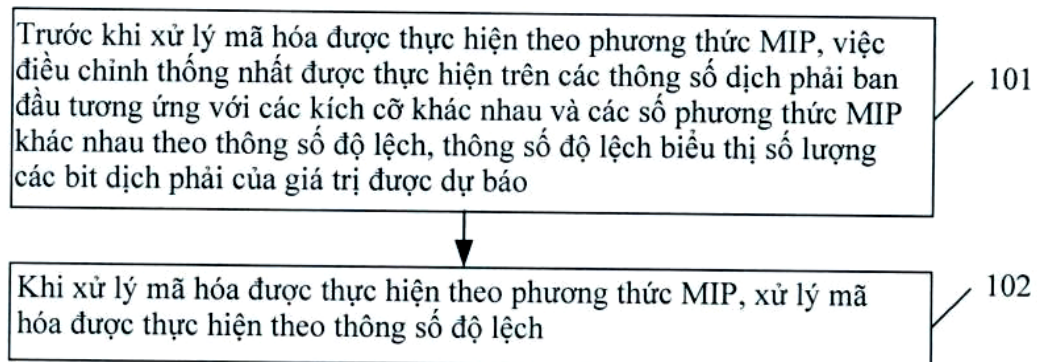 Trước khi xử lý mã hóa được thực hiện theo phương thức MIP, việc
điều chỉnh thống nhất được thực hiện trên các thông số dịch phải ban
đầu tương ứng với các kích cỡ khác nhau và các số phương thức MIP
khác nhau theo thông số độ lệch, thông số độ lệch biểu thị số lượng
các bit dịch phải của giá trị được dự báo
101
Khi xử lý mã hóa được thực hiện theo phương thức MIP, xử lý mã
hóa được thực hiện theo thông số độ lệch
102